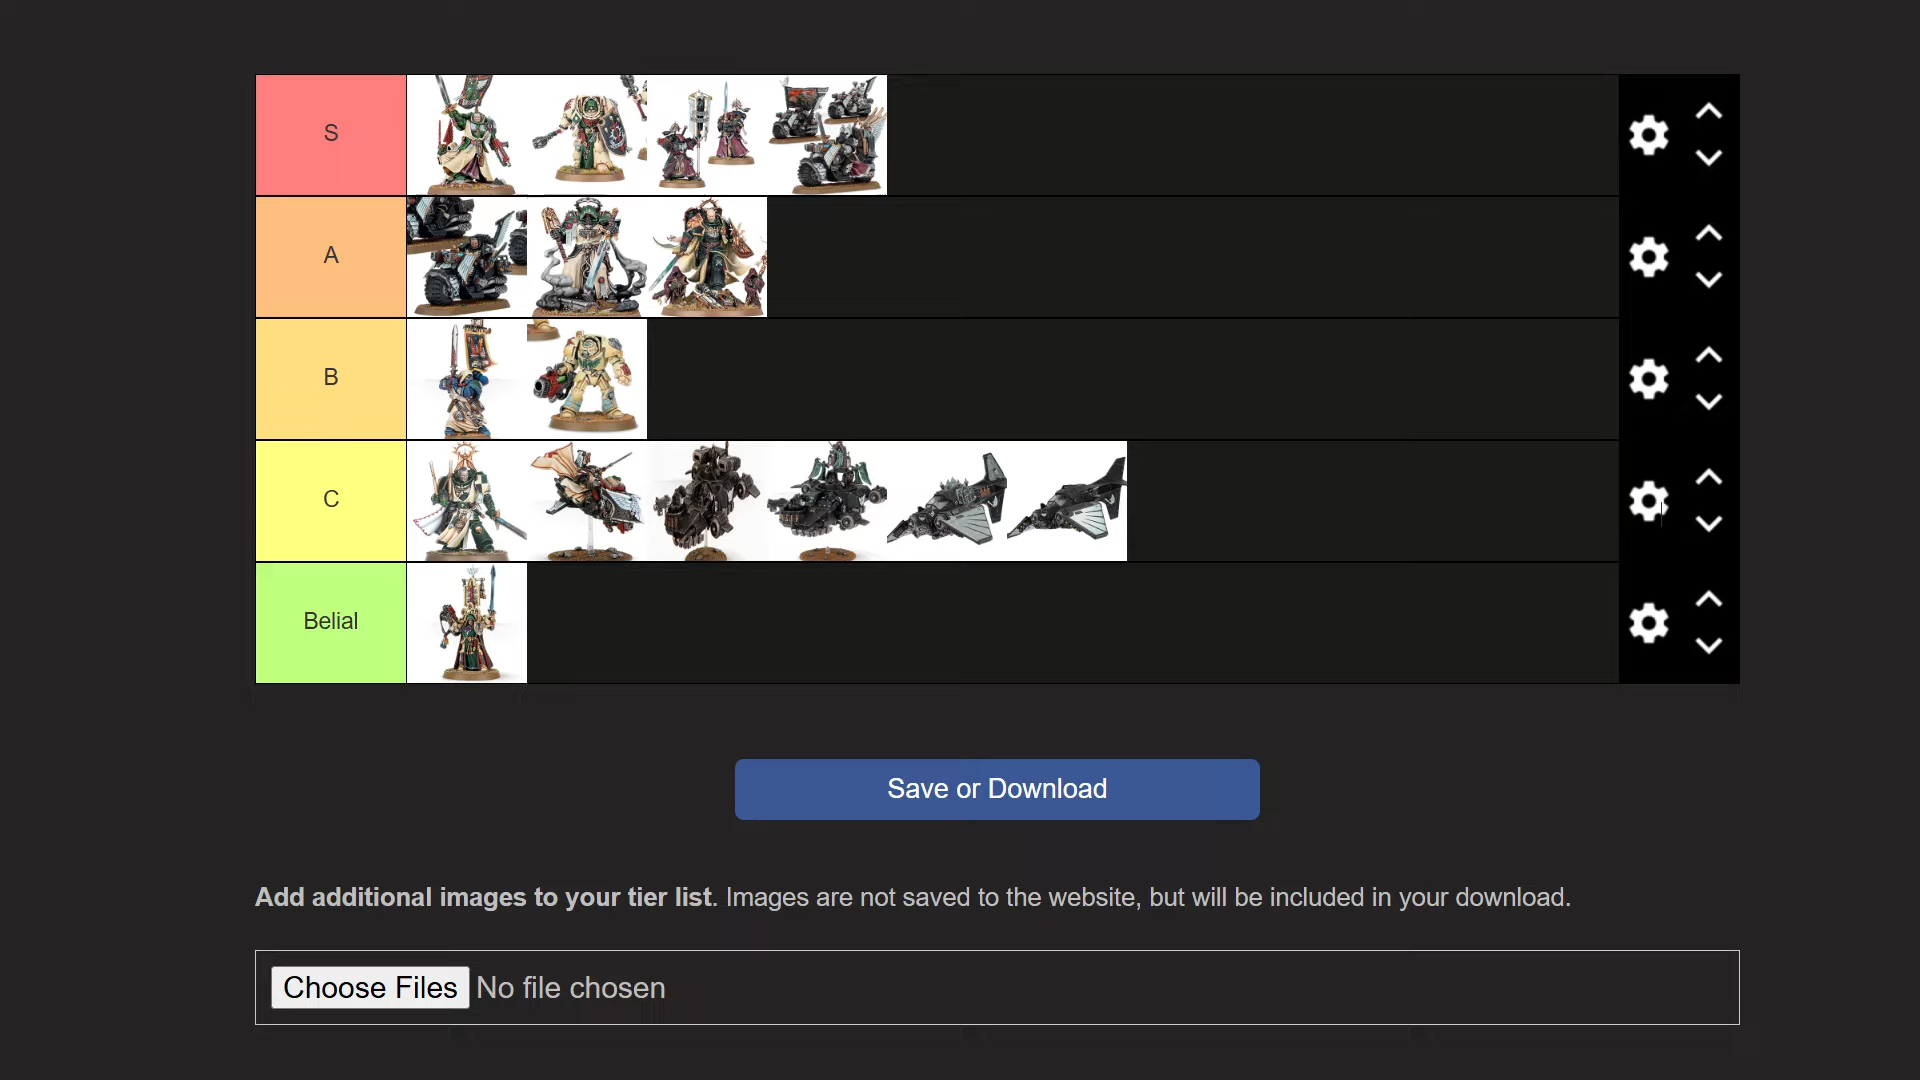 S
A
B
C
Belial
Save or Download
Add additional images to your tier list. Images are not saved to the website, but will be included in your download.
Choose Files No file chosen